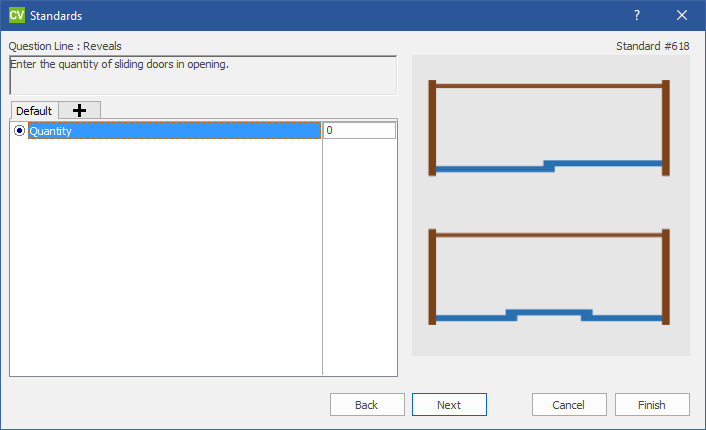 CV Standards ?
Question Line : Reveals
Standard #618
Enter the quantity of sliding doors in opening.
Default
Quantity 0
Back Next Cancel Finish